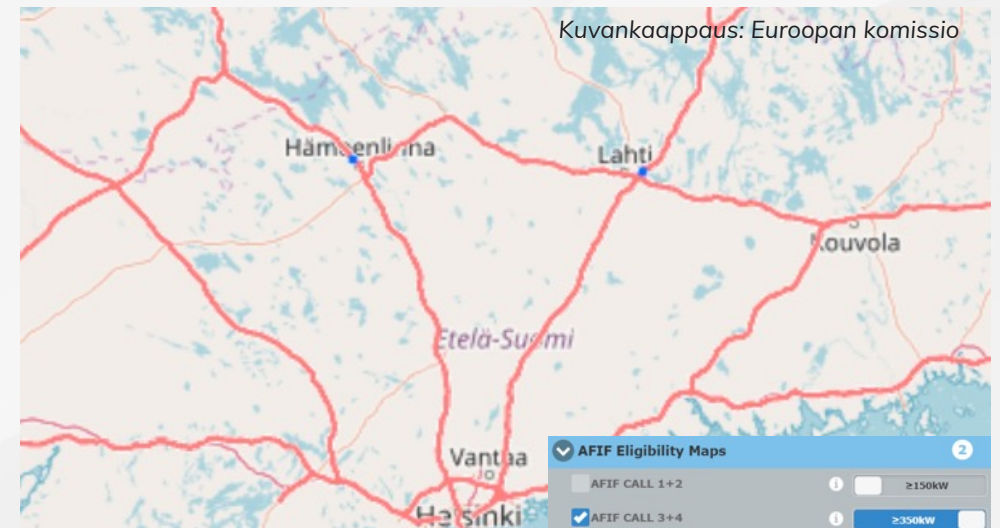 Kuvankaappaus: Euroopan komissio
Hämeenlinna
Lahti
Kouvola
Etelä-Suomi
Vantaa
Helsinki
AFIF Eligibility Maps
2
AFIF CALL 1+2
i
≥150kW
AFIF CALL 3+4
i
≥350kW